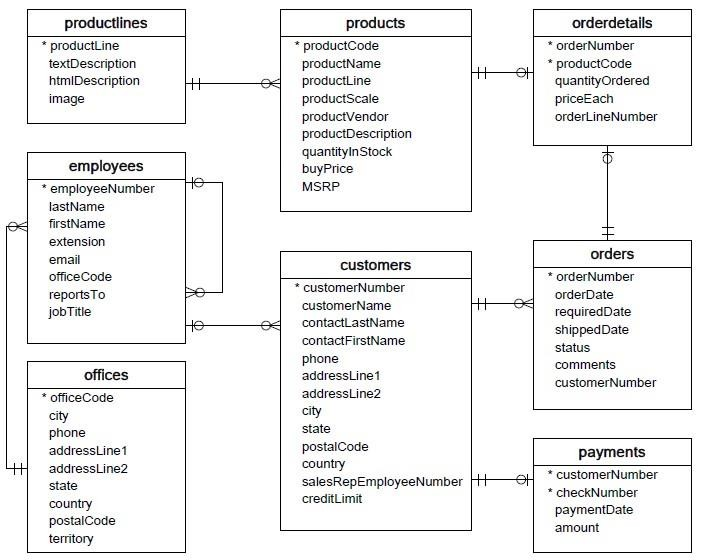 productlines
* productLine
textDescription
htmlDescription
image
products
* productCode
productName
productLine
productScale
productVendor
productDescription
quantityInStock
buyPrice
MSRP
orderdetails
* orderNumber
* productCode
quantityOrdered
priceEach
orderLineNumber
employees
* employeeNumber
lastName
firstName
extension
email
officeCode
reportsTo
jobTitle
customers
* customerNumber
customerName
contactLastName
contactFirstName
phone
addressLine1
addressLine2
city
state
postalCode
country
salesRepEmployeeNumber
creditLimit
orders
* orderNumber
orderDate
requiredDate
shippedDate
status
comments
customerNumber
offices
* officeCode
city
phone
addressLine1
addressLine2
state
country
postalCode
territory
payments
* customerNumber
* checkNumber
paymentDate
amount